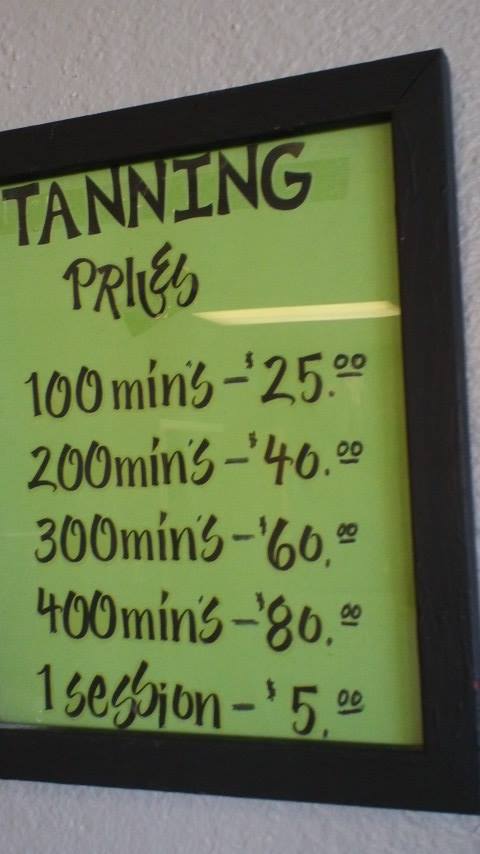 TANNING
PRICES
100 min's - $25.00
200 min's - $40.00
300 min's - $60.00
400 min's - $80.00
1 session - $5.00